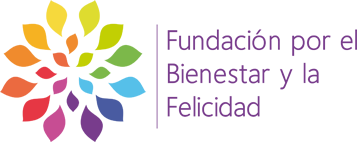 Fundación por el
Bienestar y la
Felicidad